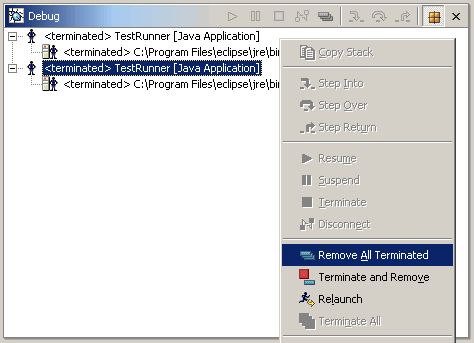 Debug
<terminated> TestRunner [Java Application]
<terminated> C:\Program Files\eclipse\jre\bin
<terminated> TestRunner [Java Application]
<terminated> C:\Program Files\eclipse\jre\bin
Copy Stack
Step Into
Step Over
Step Return
Resume
Suspend
Terminate
Disconnect
Remove All Terminated
Terminate and Remove
Relaunch
Terminate All